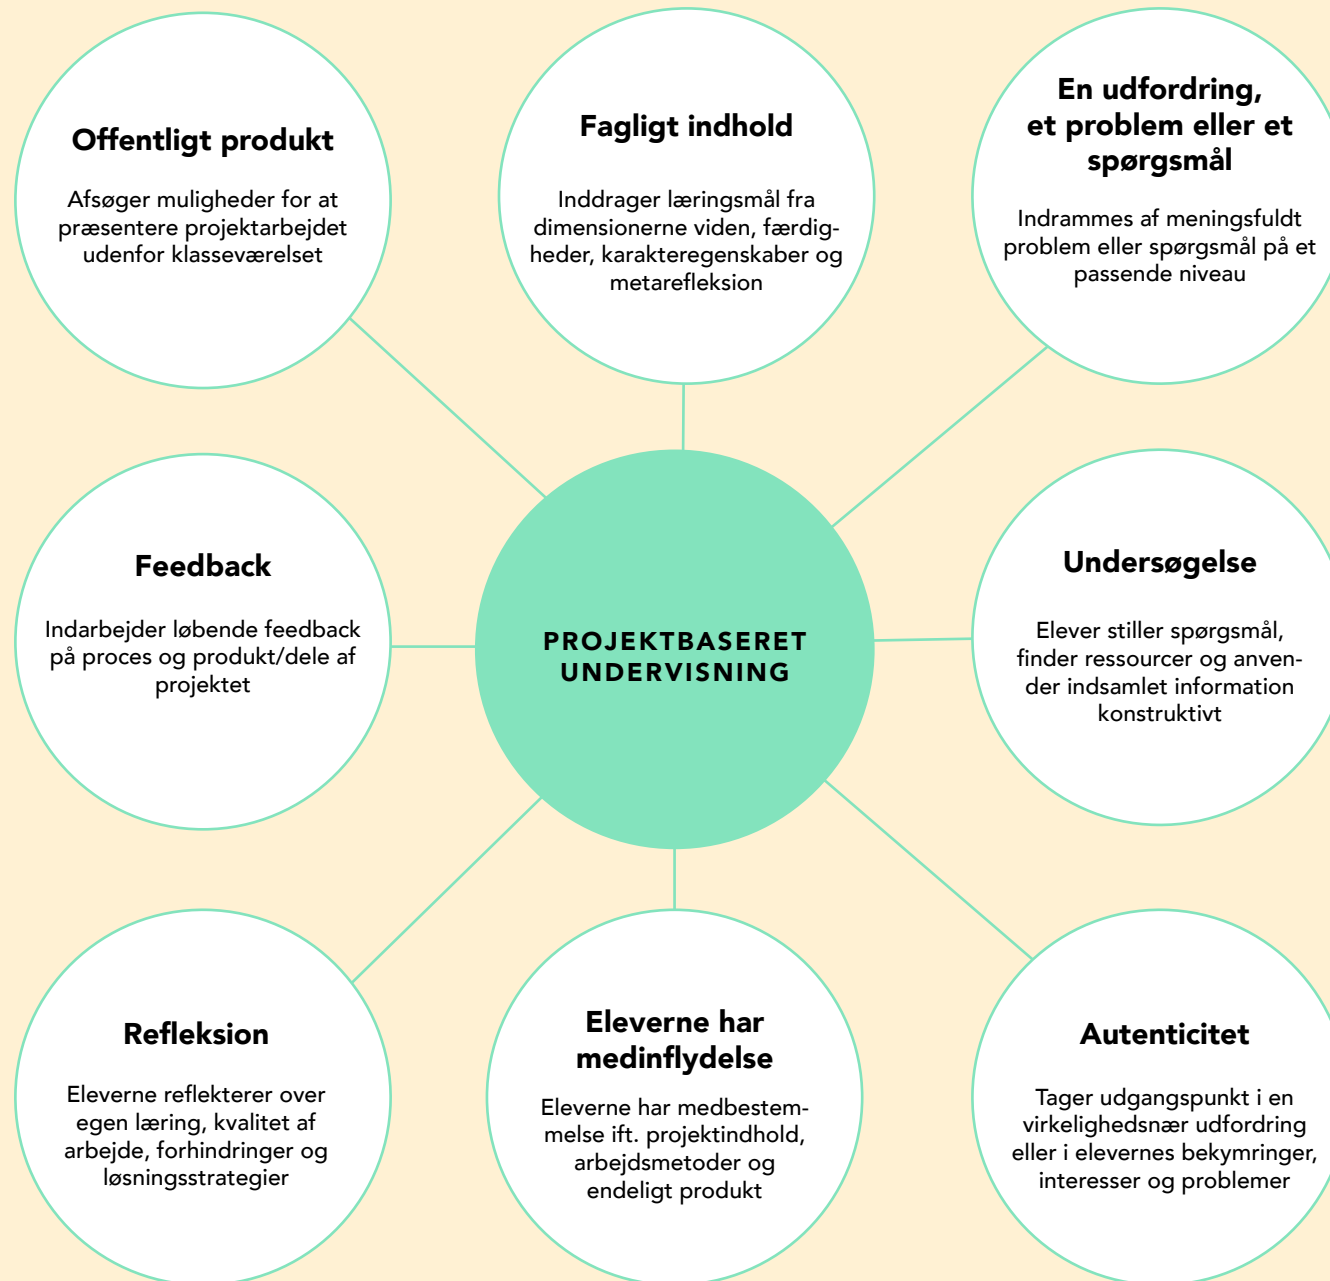 Offentligt produkt
Afsøger muligheder for at
præsentere projektarbejdet
udenfor klasseværelset
Fagligt indhold
Inddrager læringsmål fra
dimensionerne viden, færdig-
heder, karakteregenskaber og
metarefleksion
En udfordring,
et problem eller et
spørgsmål
Indrammes af meningsfuldt
problem eller spørgsmål på et
passende niveau
Feedback
Indarbejder løbende feedback
på proces og produkt/dele af
projektet
PROJEKTBASERET
UNDERVISNING
Undersøgelse
Elever stiller spørgsmål,
finder ressourcer og anven-
der indsamlet information
konstruktivt
Refleksion
Eleverne reflekterer over
egen læring, kvalitet af
arbejde, forhindringer og
løsningsstrategier
Eleverne har
medinflydelse
Eleverne har medbestem-
melse ift. projektindhold,
arbejdsmetoder og
endeligt produkt
Autenticitet
Tager udgangspunkt i en
virkelighedsnær udfordring
eller i elevernes bekymringer,
interesser og problemer